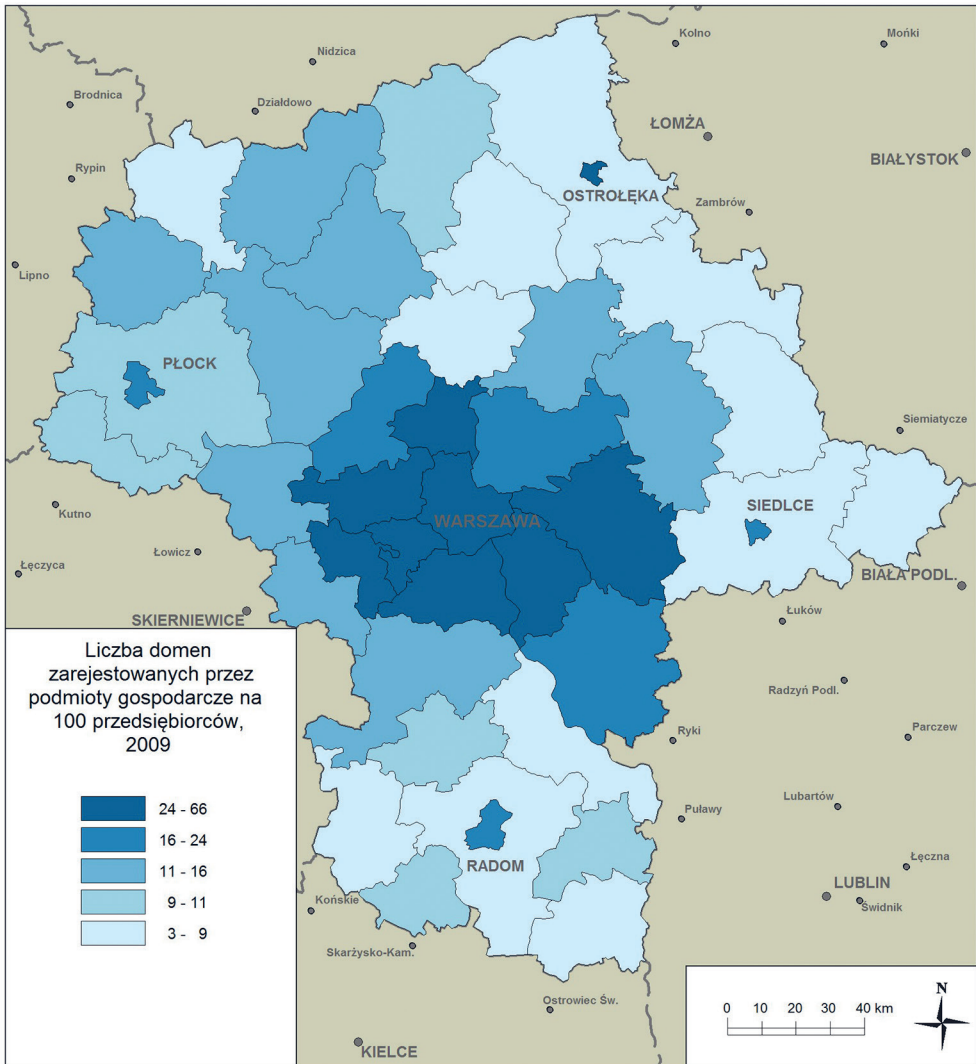 Nidzica
Kolno
Mońki
Brodnica
Działdowo
ŁOMŻA
BIAŁYSTOK
Rypin
OSTROŁĘKA
Zambrów
Lipno
PŁOCK
Siemiatycze
Kutno
SIEDLCE
WARSZAWA
Łowicz
Łęczyca
BIAŁA PODL.
SKIERNIEWICE
Łuków
Liczba domen
zarejestowanych przez
podmioty gospodarcze na
100 przedsiębiorców,
2009
24 - 66
16 - 24
11 - 16
9 - 11
3 - 9
Radzyń Podl.
Ryki
Parczew
Puławy
Lubartów
RADOM
Łęczna
LUBLIN
Świdnik
Końskie
Skarżysko-Kam.
Ostrowiec Św.
KIELCE
N
0 10 20 30 40 km